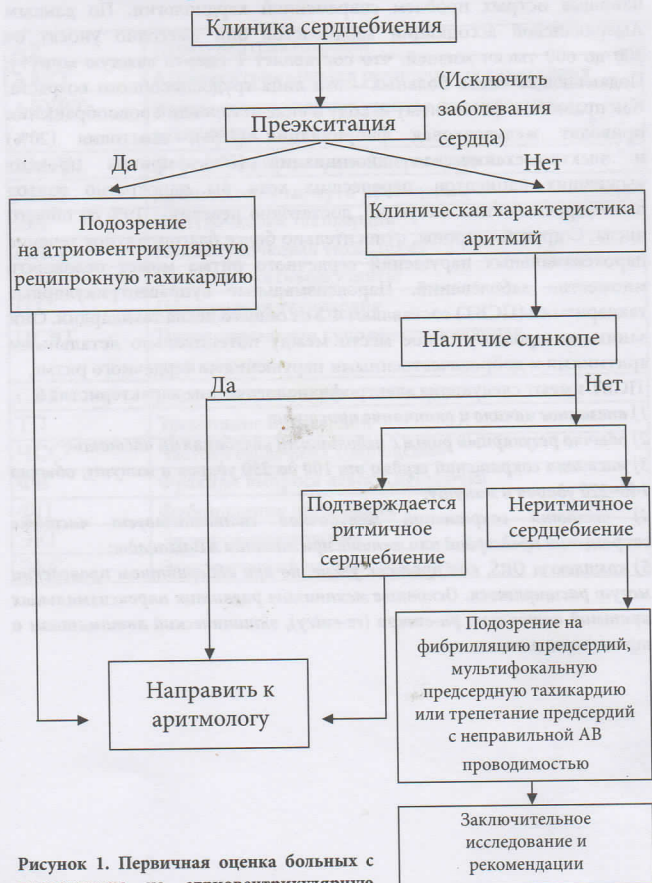 Клиника сердцебиения
(Исключить
заболевания
сердца)
Преэкситация
Да
Нет
Подозрение
на атриовентрикулярную
реципрокную тахикардию
Клиническая характеристика
аритмий
Наличие синкопе
Да
Нет
Подтверждается
ритмичное
сердцебиение
Неритмичное
сердцебиение
Подозрение на
фибрилляцию предсердий,
мультифокальную
предсердную тахикардию
или трепетание предсердий
с неправильной АВ
проводимостью
Направить к
аритмологу
Заключительное
исследование и
рекомендации
Рисунок 1. Первичная оценка больных с